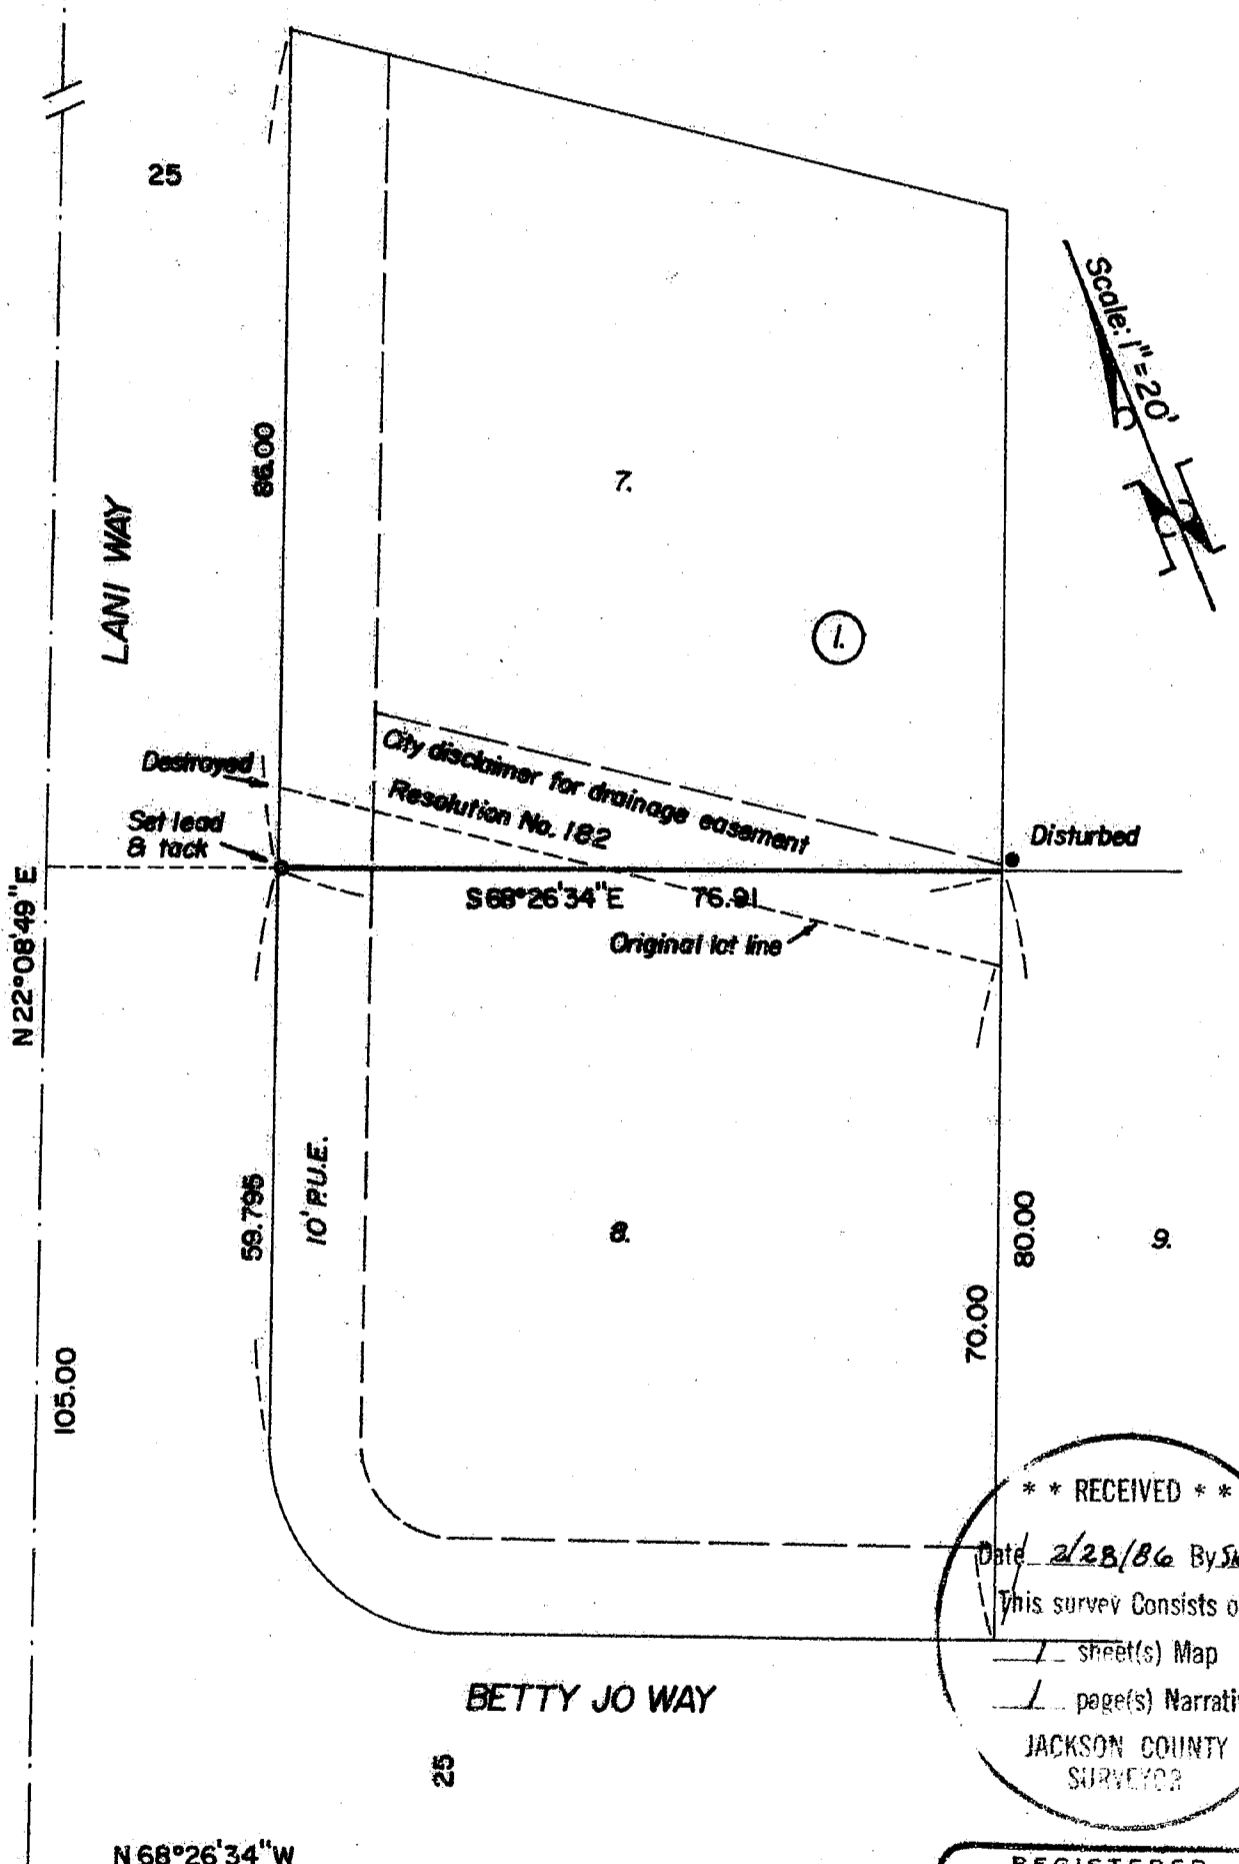 25
Scale: 1"=20'
86.00
7.
LANI WAY
1.
Destroyed
City disclaimer for drainage easement
Resolution No. 182
Set lead
& tack
Disturbed
S 68°26'34"E 76.91
Original lot line
N 22°08'49"E
59.795
10' P.U.E.
8.
80.00
9.
70.00
105.00
* * RECEIVED * *
Date 2/28/86 By
This survey Consists
1 sheet(s) Map
1 page(s)
JACKSON COUNTY
SURVEYOR
BETTY JO WAY
25
N 68°26'34"W
REGISTERED